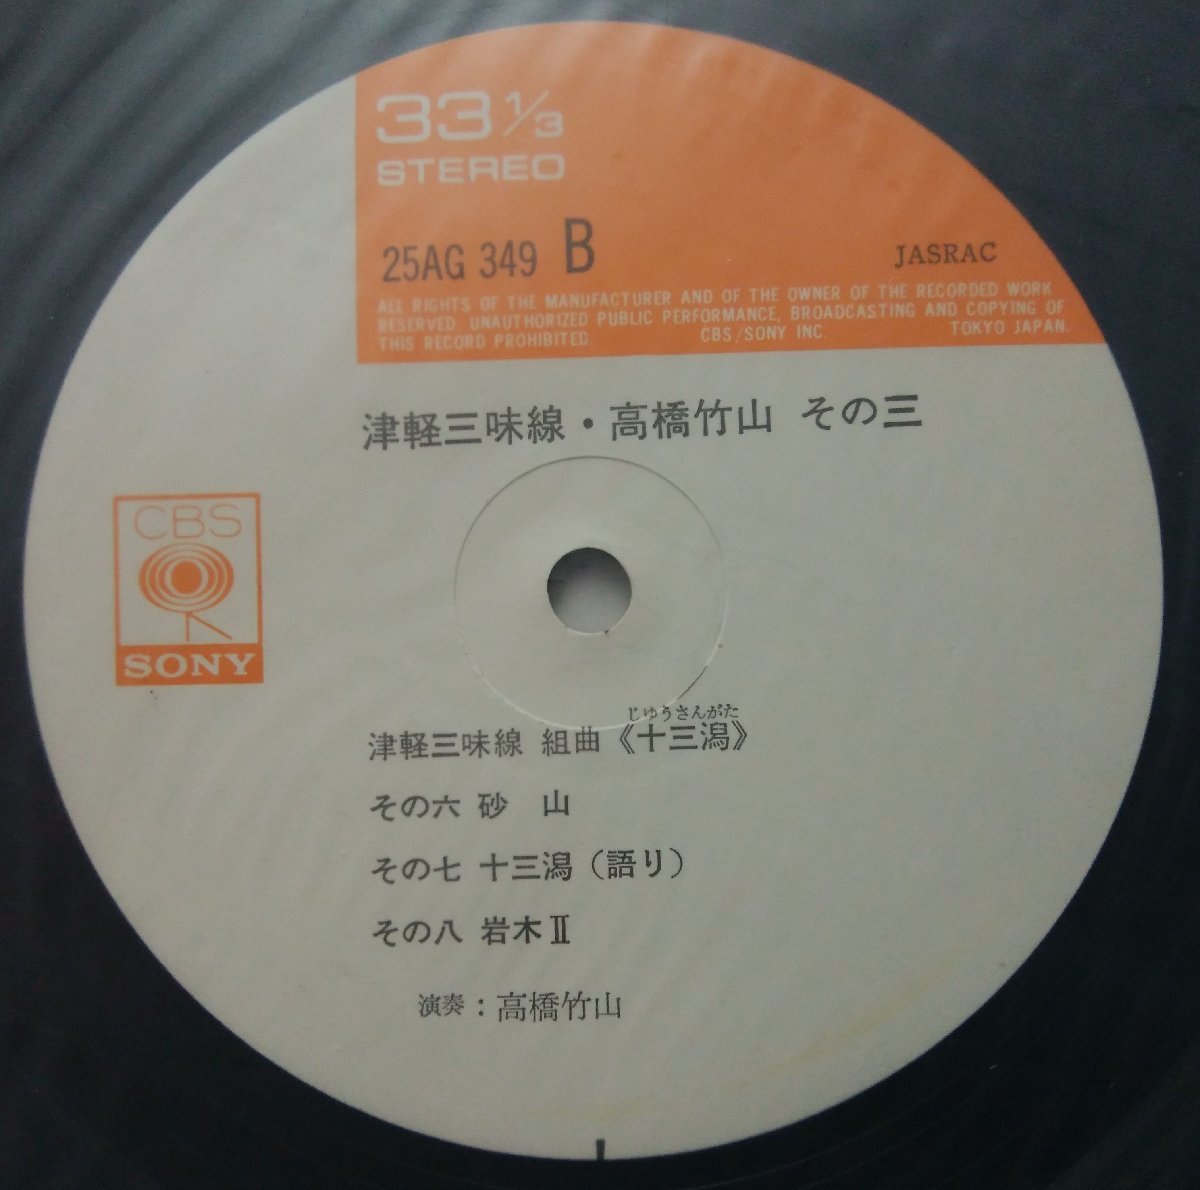 33 1/3
STEREO
25AG 349 B
JASRAC
ALL RIGHTS OF THE MANUFACTURER AND OF THE OWNER OF THE RECORDED WORK
RESERVED. UNAUTHORIZED PUBLIC PERFORMANCE, BROADCASTING AND COPYING OF
THIS RECORD PROHIBITED. CBS/SONY INC. TOKYO JAPAN.
津軽三味線・高橋竹山 その三
CBS
SONY
じゅうさんがた
津軽三味線 組曲《十三潟》
その六 砂 山
その七 十三潟（語り）
その八 岩木Ⅱ
演奏：高橋竹山